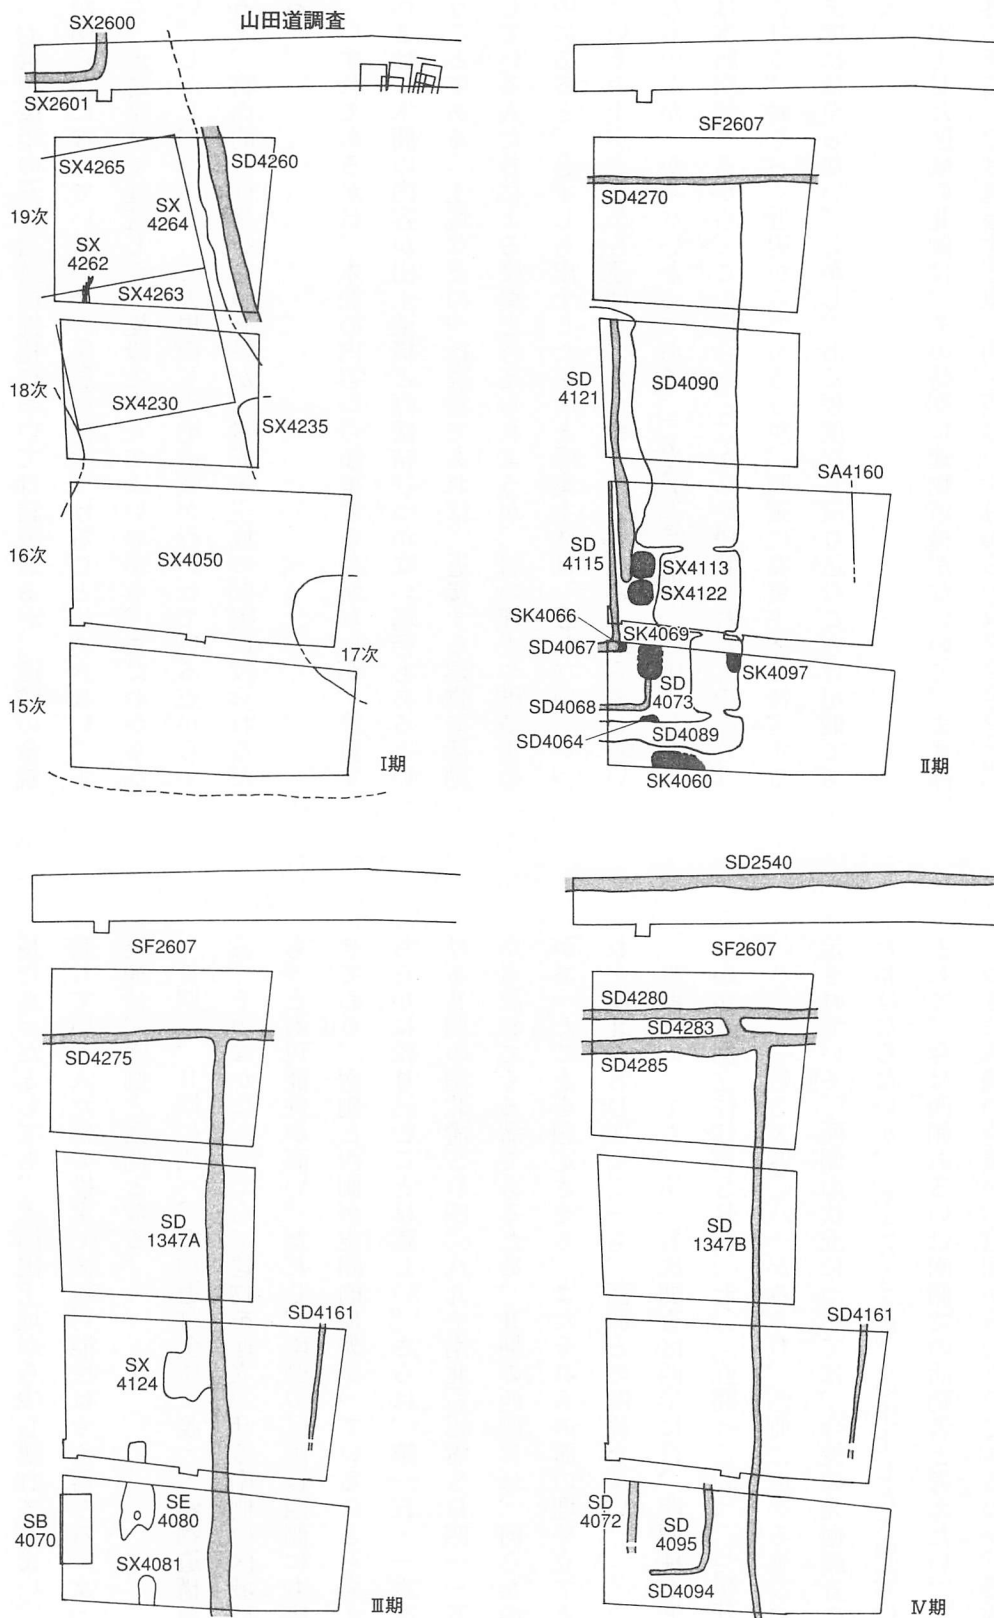 SX2600
山田道調査
SX2601
SX4265
SD4260
19次
SX
4264
SX
4262
SX4263
18次
SX4230
SX4235
16次
SX4050
17次
15次
Ⅰ期
SF2607
SD4270
SD
4121
SD4090
SA4160
SD
4115
SX4113
SX4122
SK4066
SK4069
SD4067
SK4097
SD
4073
SD4068
SD4064
SD4089
SK4060
Ⅱ期
SF2607
SD4275
SD
1347A
SD4161
SX
4124
SB
4070
SE
4080
SX4081
Ⅲ期
SD2540
SF2607
SD4280
SD4283
SD4285
SD
1347B
SD4161
SD
4072
SD
4095
SD4094
Ⅳ期